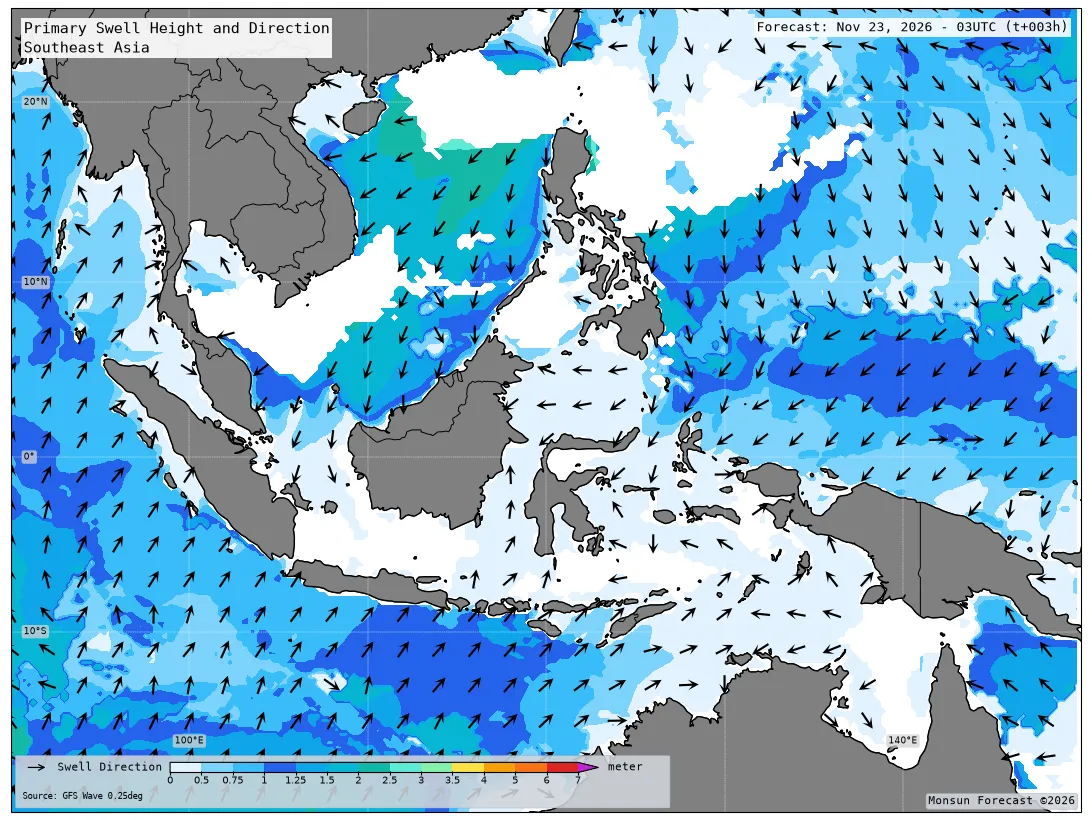 Primary Swell Height and Direction
Southeast Asia
Forecast: Nov 23, 2026 - 03UTC (t+003h)
20°N
10°N
0°
10°S
100°E
140°E
Swell Direction
0 0.5 0.75 1 1.25 1.5 2 2.5 3 3.5 4 5 6 7
meter
Source: GFS Wave 0.25deg
Monsun Forecast ©2026